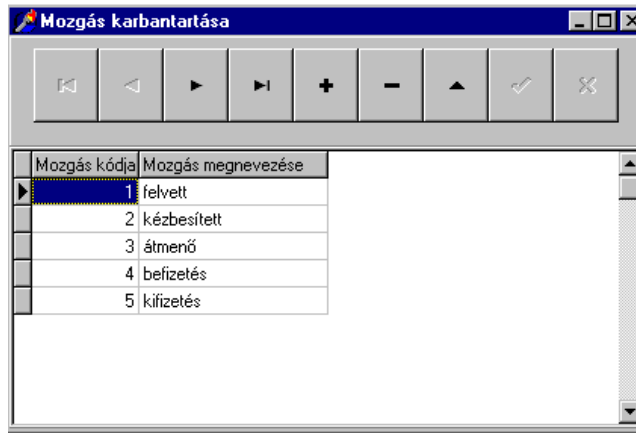 Mozgás karbantartása
Mozgás kódja Mozgás megnevezése
1 felvett
2 kézbesített
3 átmenő
4 befizetés
5 kifizetés